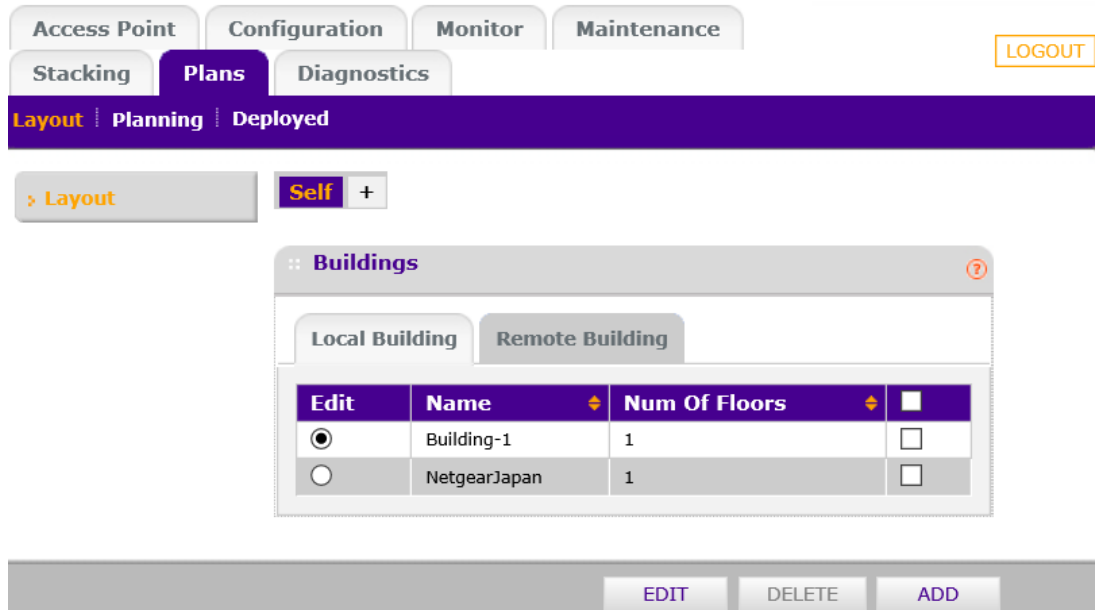 Access Point Configuration Monitor Maintenance
LOGOUT
Stacking Plans Diagnostics
Layout Planning Deployed
Layout
Self +
Buildings ?
Local Building Remote Building
Edit Name Num Of Floors
Building-1 1
NetgearJapan 1
EDIT DELETE ADD